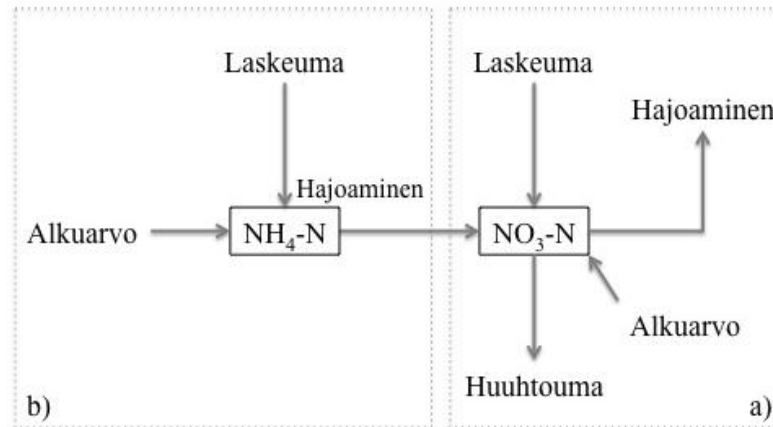 Laskeuma
Laskeuma
Hajoaminen
Hajoaminen
Alkuarvo
NH₄-N
NO₃-N
Alkuarvo
Huuhtouma
b)
a)